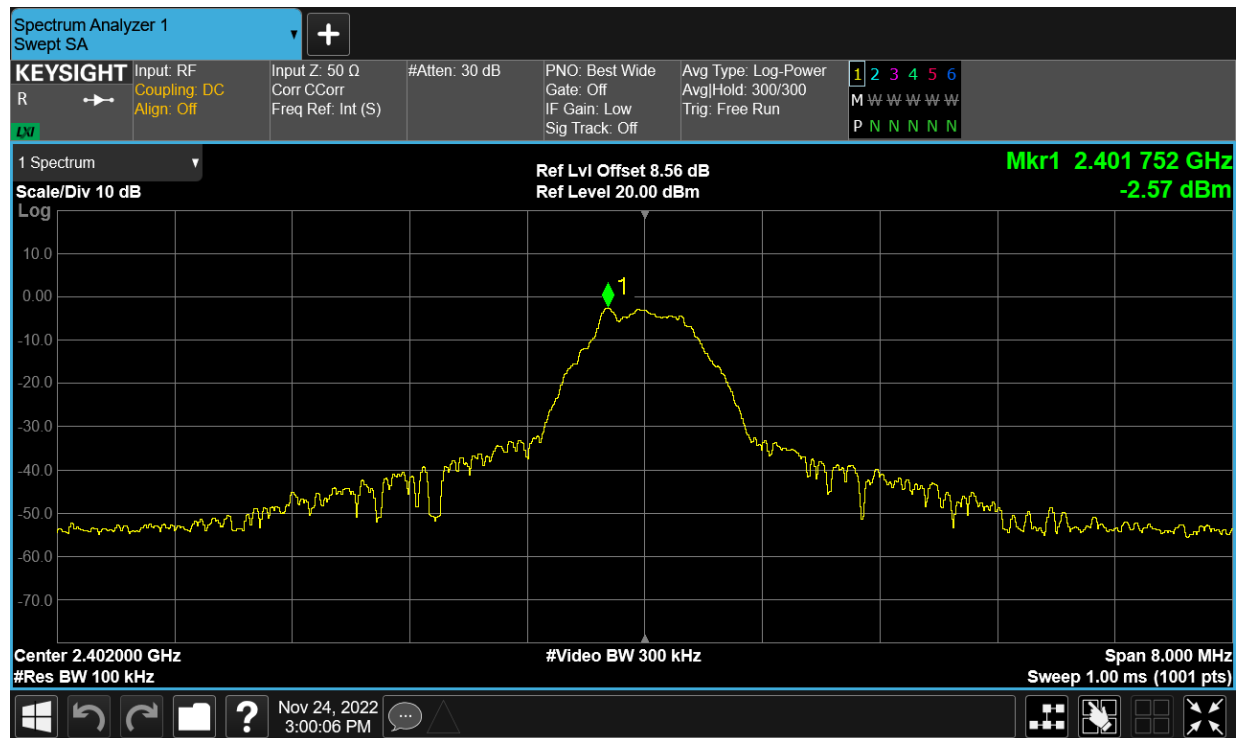 Spectrum Analyzer 1
Swept SA
KEYSIGHT
R
LXI
Input: RF
Coupling: DC
Align: Off
Input Z: 50 Ω
Corr CCorr
Freq Ref: Int (S)
#Atten: 30 dB
PNO: Best Wide
Gate: Off
IF Gain: Low
Sig Track: Off
Avg Type: Log-Power
Avg|Hold: 300/300
Trig: Free Run
1 2 3 4 5 6
M W W W W W
P N N N N N
1 Spectrum
Scale/Div 10 dB
Log
Ref Lvl Offset 8.56 dB
Ref Level 20.00 dBm
Mkr1 2.401 752 GHz
-2.57 dBm
10.0
0.00
-10.0
-20.0
-30.0
-40.0
-50.0
-60.0
-70.0
1
Center 2.402000 GHz
#Res BW 100 kHz
#Video BW 300 kHz
Span 8.000 MHz
Sweep 1.00 ms (1001 pts)
?
Nov 24, 2022
3:00:06 PM